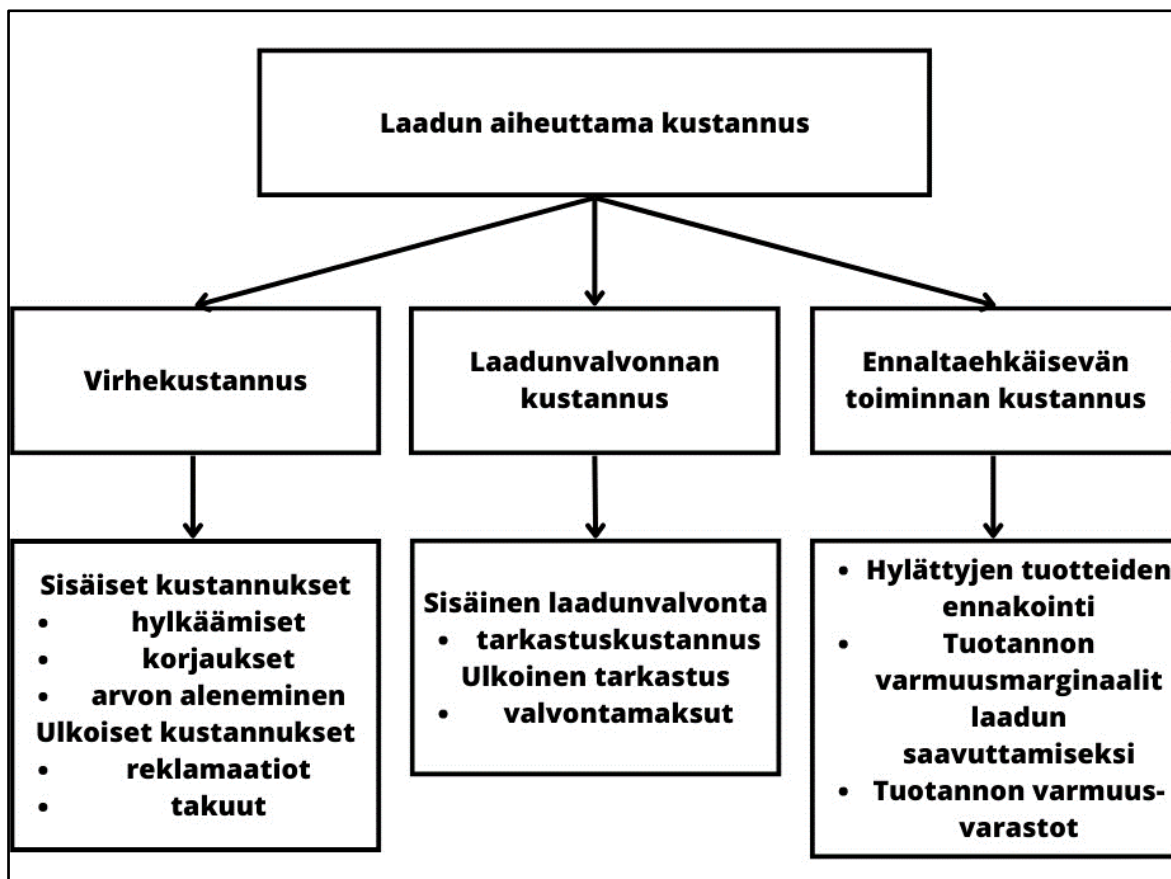 Laadun aiheuttama kustannus
Virhekustannus
Laadunvalvonnan
kustannus
Ennaltaehkäisevän
toiminnan kustannus
Sisäiset kustannukset
• hylkäämiset
• korjaukset
• arvon aleneminen
Ulkoiset kustannukset
• reklamaatiot
• takuut
Sisäinen laadunvalvonta
• tarkastuskustannus
Ulkoinen tarkastus
• valvontamaksut
• Hylättyjen tuotteiden
ennakointi
• Tuotannon
varmuusmarginaalit
laadun
saavuttamiseksi
• Tuotannon varmuus-
varastot